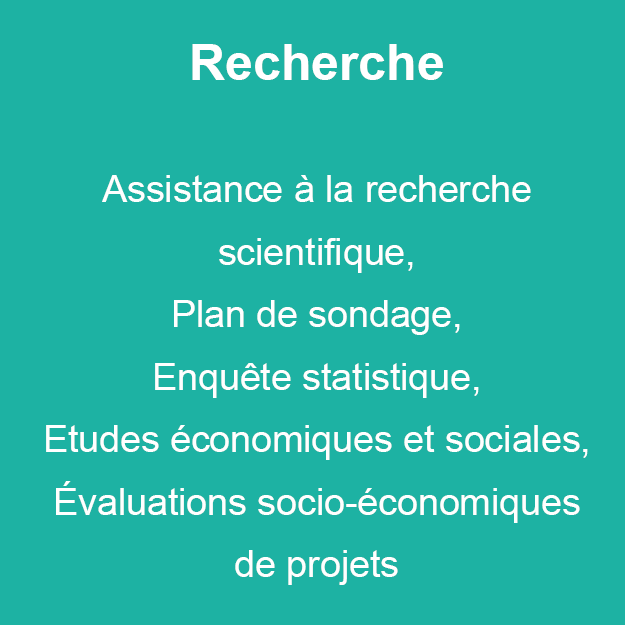 Recherche
Assistance à la recherche
scientifique,
Plan de sondage,
Enquête statistique,
Etudes économiques et sociales,
Évaluations socio-économiques
de projets